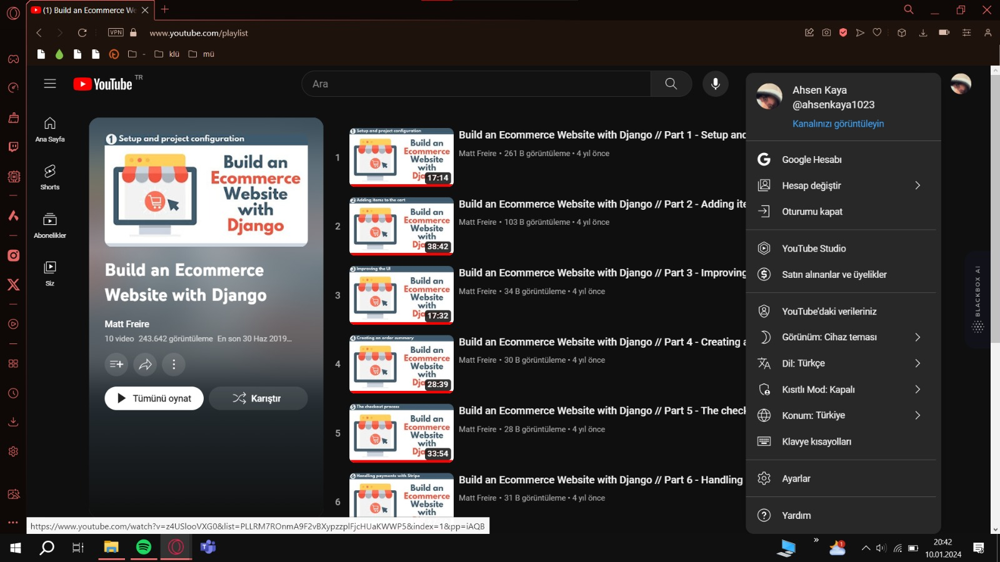 (1) Build an Ecommerce We
VPN
www.youtube.com/playlist
-
klü
mü
YouTube TR
Ara
Ana Sayfa
Shorts
Abonelikler
Siz
1 Setup and project configuration
Build an
Ecommerce
Website
with
Django
Build an Ecommerce
Website with Django
Matt Freire
10 video 243.642 görüntüleme En son 30 Haz 2019...
Tümünü oynat
Karıştır
1
1 Setup and project configuration
Build an
Ecommerce
Website
with
Dja
17:14
Build an Ecommerce Website with Django // Part 1 - Setup and
Matt Freire • 261 B görüntüleme • 4 yıl önce
2
2 Adding items to the cart
Build an
Ecommerce
Website
with
Dja
38:42
Build an Ecommerce Website with Django // Part 2 - Adding ite
Matt Freire • 103 B görüntüleme • 4 yıl önce
3
3 Improving the UI
Build an
Ecommerce
Website
with
Dja
17:32
Build an Ecommerce Website with Django // Part 3 - Improving
Matt Freire • 34 B görüntüleme • 4 yıl önce
4
4 Creating an order summary
Build an
Ecommerce
Website
with
Dja
28:39
Build an Ecommerce Website with Django // Part 4 - Creating a
Matt Freire • 30 B görüntüleme • 4 yıl önce
5
5 The checkout process
Build an
Ecommerce
Website
with
Dja
33:54
Build an Ecommerce Website with Django // Part 5 - The check
Matt Freire • 28 B görüntüleme • 4 yıl önce
6
6 Handling payments with Stripe
Build an
Ecommerce
Website
with
Build an Ecommerce Website with Django // Part 6 - Handling
Matt Freire • 31 B görüntüleme • 4 yıl önce
Ahsen Kaya
@ahsenkaya1023
Kanalınızı görüntüleyin
Google Hesabı
Hesap değiştir
Oturumu kapat
YouTube Studio
Satın alınanlar ve üyelikler
YouTube'daki verileriniz
Görünüm: Cihaz teması
Dil: Türkçe
Kısıtlı Mod: Kapalı
Konum: Türkiye
Klavye kısayolları
Ayarlar
Yardım
BLACKBOX AI
https://www.youtube.com/watch?v=z4USlooVXG0&list=PLLRM7ROnmA9F2vBXypzzplFjcHUaKWWP5&index=1&pp=iAQB
1
20:42
10.01.2024